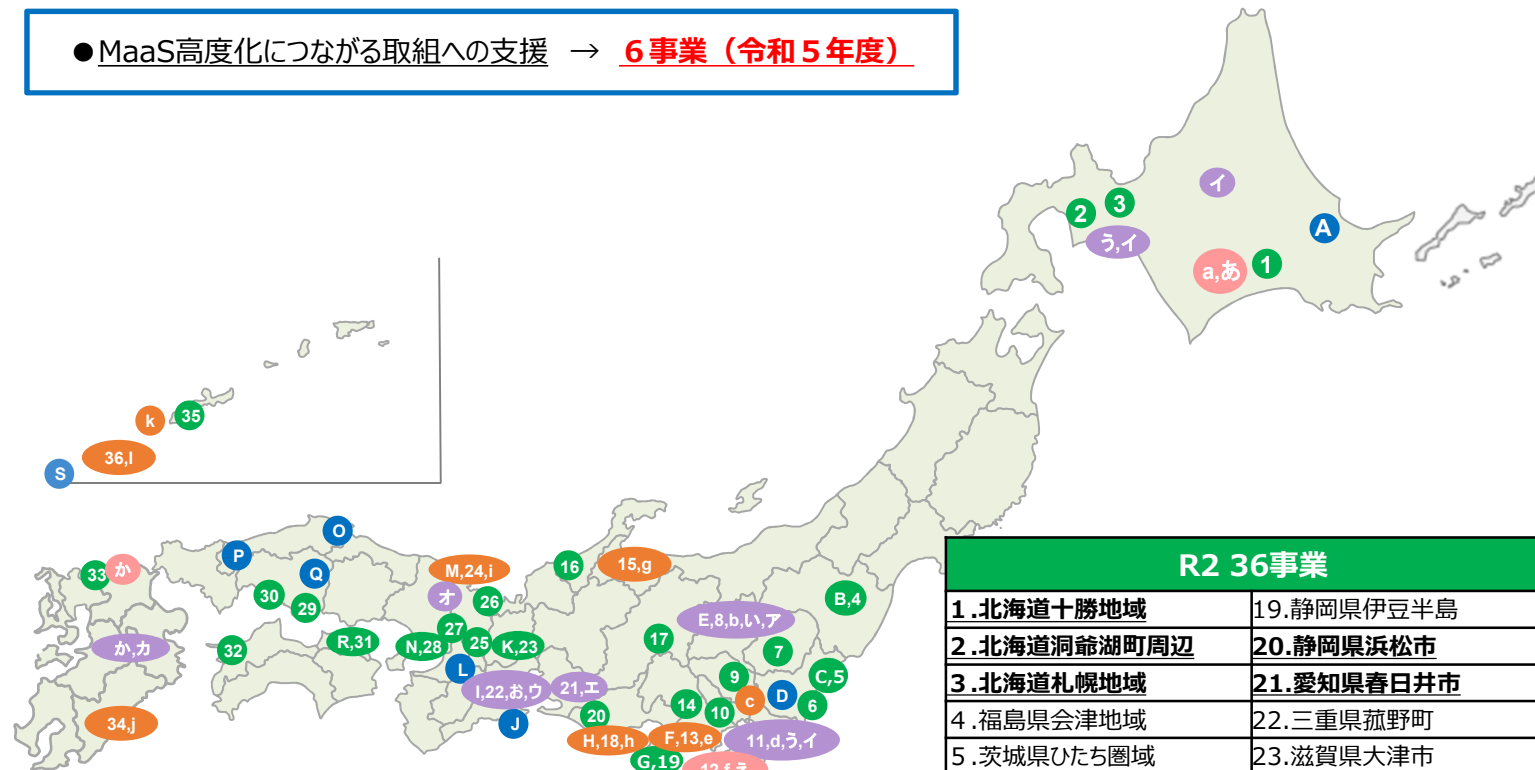 ●MaaS高度化につながる取組への支援 → 6事業（令和５年度）
イ
2
3
A
う,イ
a,あ
1
k
35
36,l
S
O
P
33
か
Q
M,24,i
16
15,g
オ
B,4
30
26
29
E,8,b,い,ア
27
17
か,カ
R,31
N,28
25
K,23
7
32
L
9
C,5
I,22,お,ウ
21,エ
D
c
14
6
34,j
J
20
10
H,18,h
F,13,e
11,d,う,イ
G,19
12,f,え
R2 36事業
1.北海道十勝地域 19.静岡県伊豆半島
2.北海道洞爺湖町周辺 20.静岡県浜松市
3.北海道札幌地域 21.愛知県春日井市
4.福島県会津地域 22.三重県菰野町
5.茨城県ひたち圏域 23.滋賀県大津市